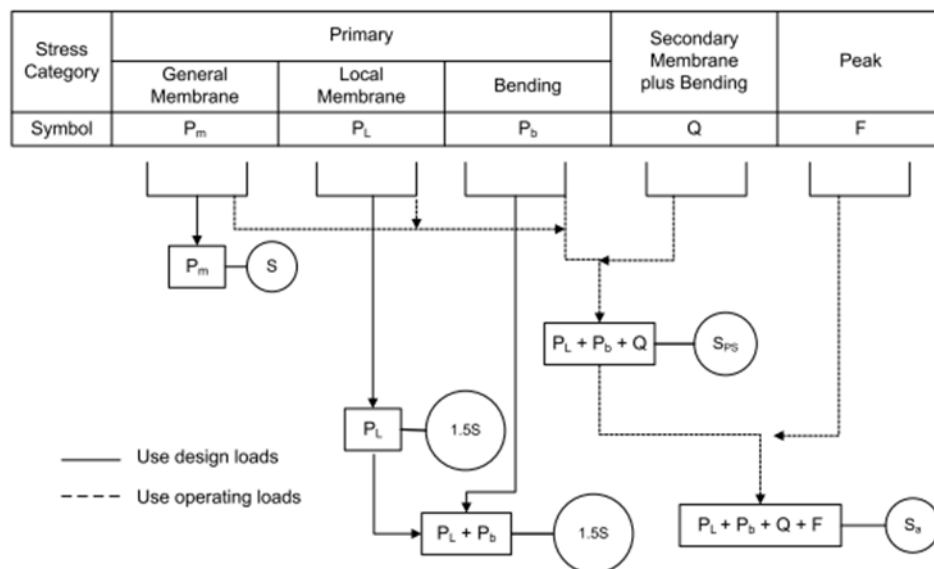 Stress
Category
Primary
Secondary
Membrane
plus Bending
Peak
General
Membrane
Local
Membrane
Bending
Symbol
Pm
PL
Pb
Q
F
Pm
S
PL + Pb + Q
SPS
PL
1.5S
Use design loads
Use operating loads
PL + Pb
1.5S
PL + Pb + Q + F
Sa